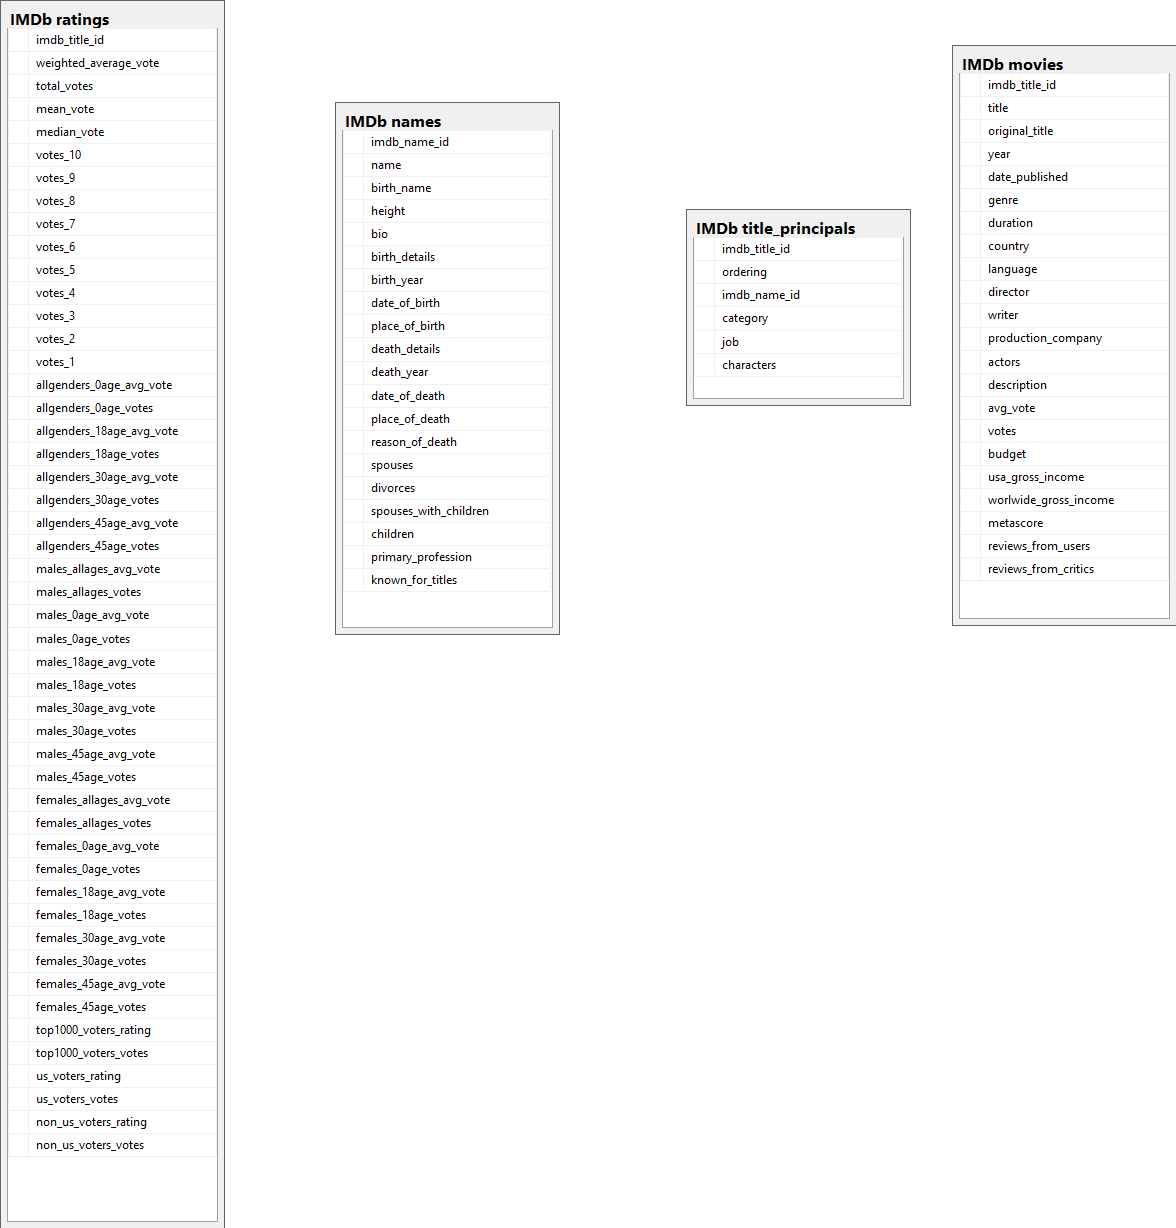 IMDb ratings
imdb_title_id
weighted_average_vote
total_votes
mean_vote
median_vote
votes_10
votes_9
votes_8
votes_7
votes_6
votes_5
votes_4
votes_3
votes_2
votes_1
allgenders_0age_avg_vote
allgenders_0age_votes
allgenders_18age_avg_vote
allgenders_18age_votes
allgenders_30age_avg_vote
allgenders_30age_votes
allgenders_45age_avg_vote
allgenders_45age_votes
males_allages_avg_vote
males_allages_votes
males_0age_avg_vote
males_0age_votes
males_18age_avg_vote
males_18age_votes
males_30age_avg_vote
males_30age_votes
males_45age_avg_vote
males_45age_votes
females_allages_avg_vote
females_allages_votes
females_0age_avg_vote
females_0age_votes
females_18age_avg_vote
females_18age_votes
females_30age_avg_vote
females_30age_votes
females_45age_avg_vote
females_45age_votes
top1000_voters_rating
top1000_voters_votes
us_voters_rating
us_voters_votes
non_us_voters_rating
non_us_voters_votes
IMDb names
imdb_name_id
name
birth_name
height
bio
birth_details
birth_year
date_of_birth
place_of_birth
death_details
death_year
date_of_death
place_of_death
reason_of_death
spouses
divorces
spouses_with_children
children
primary_profession
known_for_titles
IMDb title_principals
imdb_title_id
ordering
imdb_name_id
category
job
characters
IMDb movies
imdb_title_id
title
original_title
year
date_published
genre
duration
country
language
director
writer
production_company
actors
description
avg_vote
votes
budget
usa_gross_income
worlwide_gross_income
metascore
reviews_from_users
reviews_from_critics